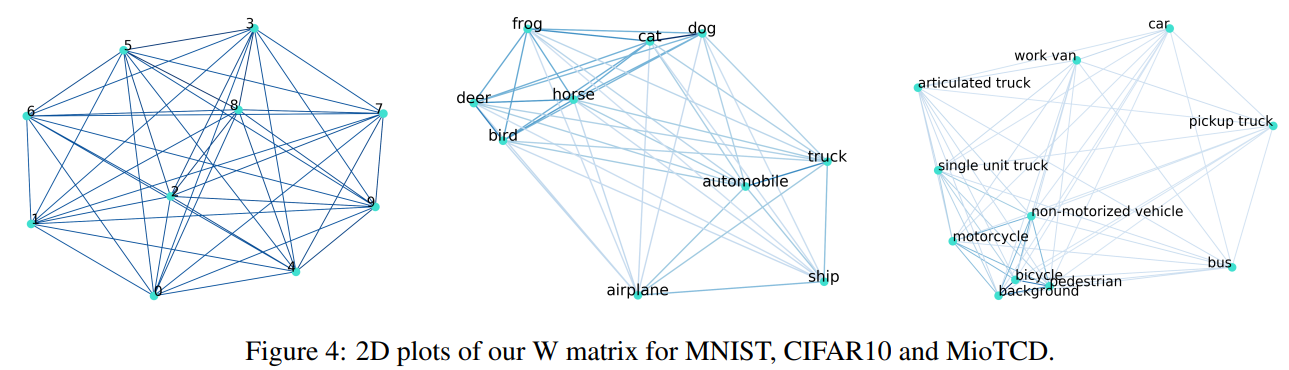 3
5
6
8
7
2
1
9
4
0
frog
cat
dog
deer
horse
bird
truck
automobile
ship
airplane
car
work van
articulated truck
pickup truck
single unit truck
non-motorized vehicle
motorcycle
bus
bicycle
pedestrian
background
Figure 4: 2D plots of our W matrix for MNIST, CIFAR10 and MioTCD.